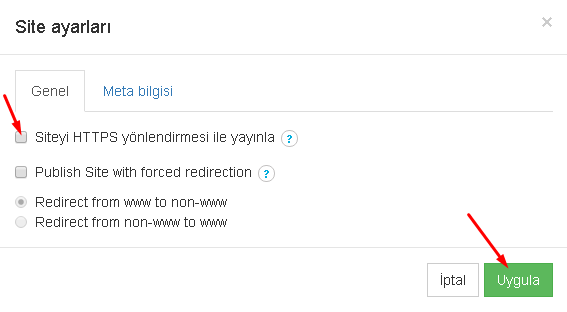 Site ayarları
×
Genel
Meta bilgisi
Siteyi HTTPS yönlendirmesi ile yayınla ?
Publish Site with forced redirection ?
Redirect from www to non-www
Redirect from non-www to www
İptal
Uygula